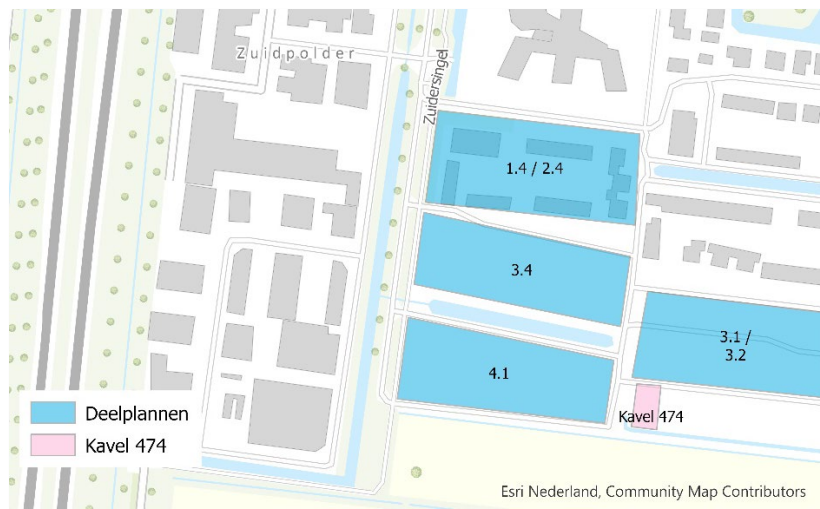 Zuidpolder
Zuidersingel
1.4 / 2.4
3.4
3.1 /
3.2
4.1
Kavel 474
Deelplannen
Kavel 474
Esri Nederland, Community Map Contributors